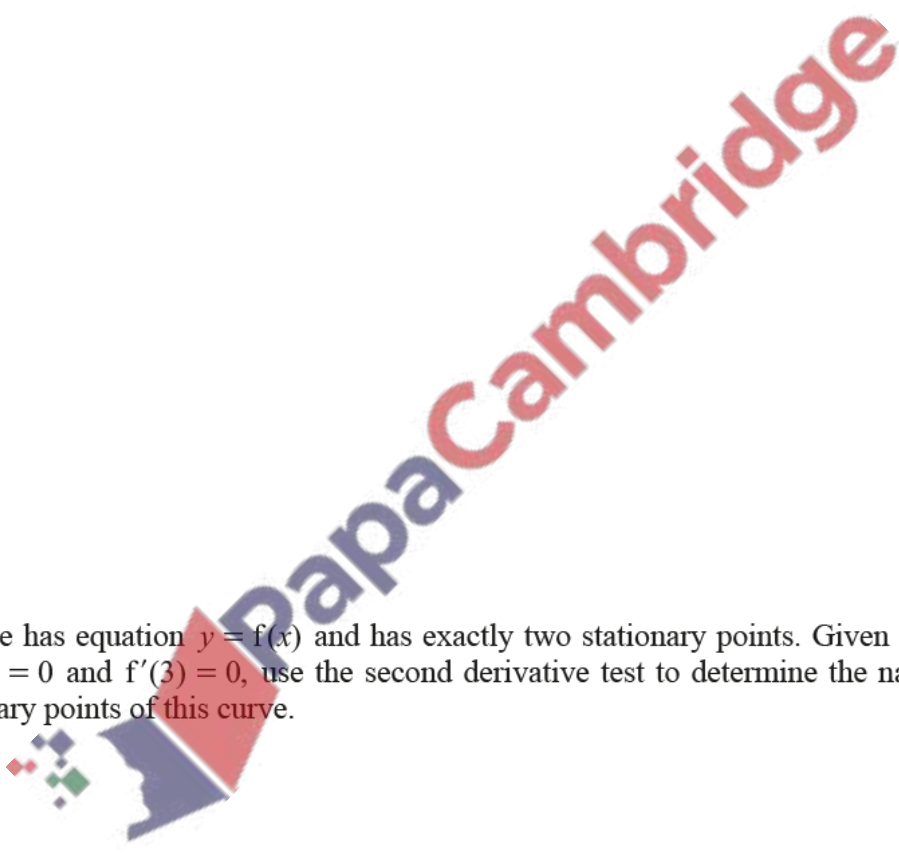 PapaCambridge
e has equation y = f(x) and has exactly two stationary points. Given
= 0 and f′(3) = 0, use the second derivative test to determine the na
ary points of this curve.